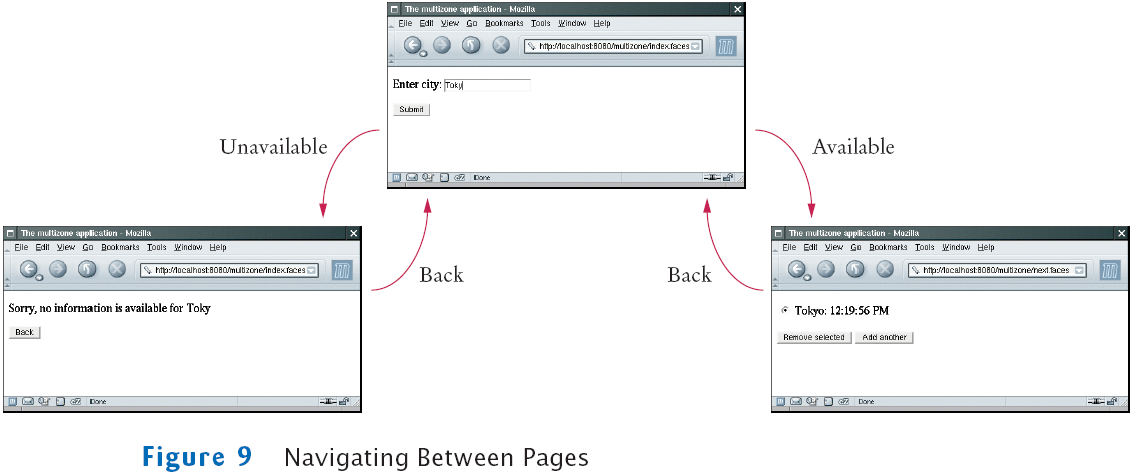 The multizone application - Mozilla
File Edit View Go Bookmarks Tools Window Help
http://localhost:8080/multizone/index.faces
Enter city: Toky
Submit
Done
Unavailable
Available
Back
Back
The multizone application - Mozilla
File Edit View Go Bookmarks Tools Window Help
http://localhost:8080/multizone/index.faces
Sorry, no information is available for Toky
Back
Done
The multizone application - Mozilla
File Edit View Go Bookmarks Tools Window Help
http://localhost:8080/multizone/next.faces
Tokyo: 12:19:56 PM
Remove selected Add another
Done
Figure 9 Navigating Between Pages